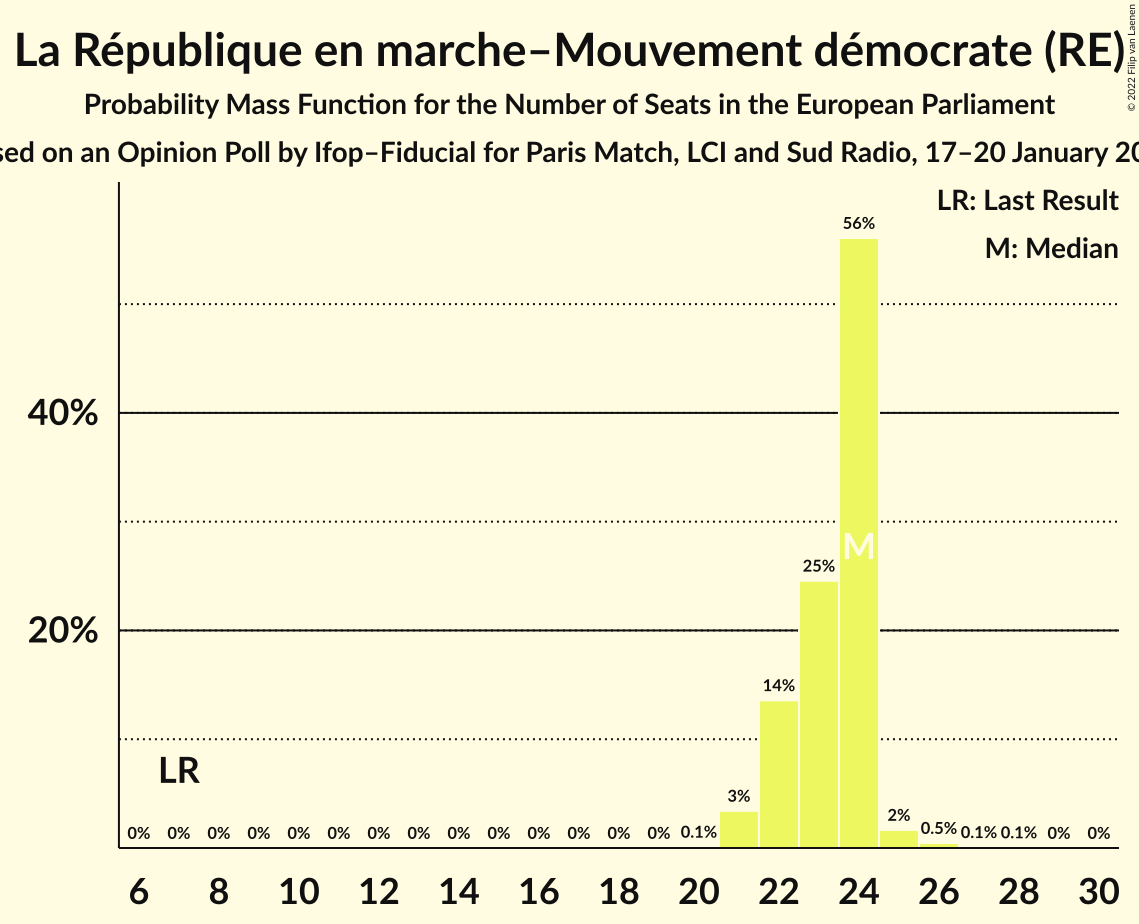 La République en marche–Mouvement démocrate (RE)
© 2022 Filip van Laenen
Probability Mass Function for the Number of Seats in the European Parliament
on an Opinion Poll by Ifop–Fiducial for Paris Match, LCI and Sud Radio, 17–20 January
LR: Last Result
M: Median
56%
40%
M
25%
20%
14%
LR
3%
2%
0% 0% 0% 0% 0% 0% 0% 0% 0% 0% 0% 0% 0% 0% 0.1% 0.5% 0.1% 0.1% 0% 0%
6 8 10 12 14 16 18 20 22 24 26 28 30